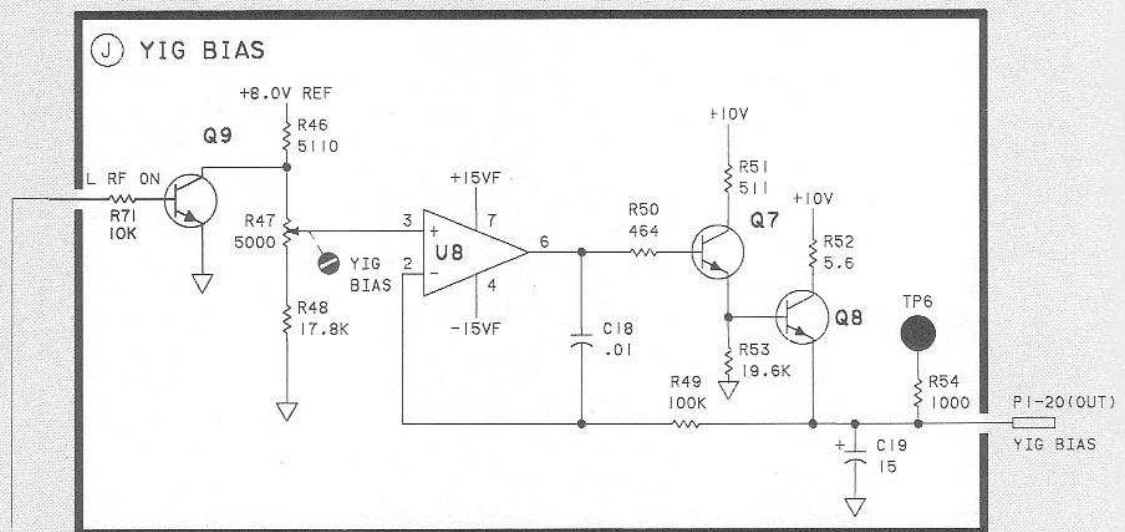 J YIG BIAS
+8.0V REF
R46
5110
Q9
L RF ON
R71
10K
R47
5000
YIG
BIAS
R48
17.8K
+15VF
3
+
7
U8
2
-
4
6
-15VF
C18
.01
R50
464
+10V
R51
511
Q7
+10V
R52
5.6
Q8
R53
19.6K
R49
100K
TP6
R54
1000
+
C19
15
P1-20(OUT)
YIG BIAS